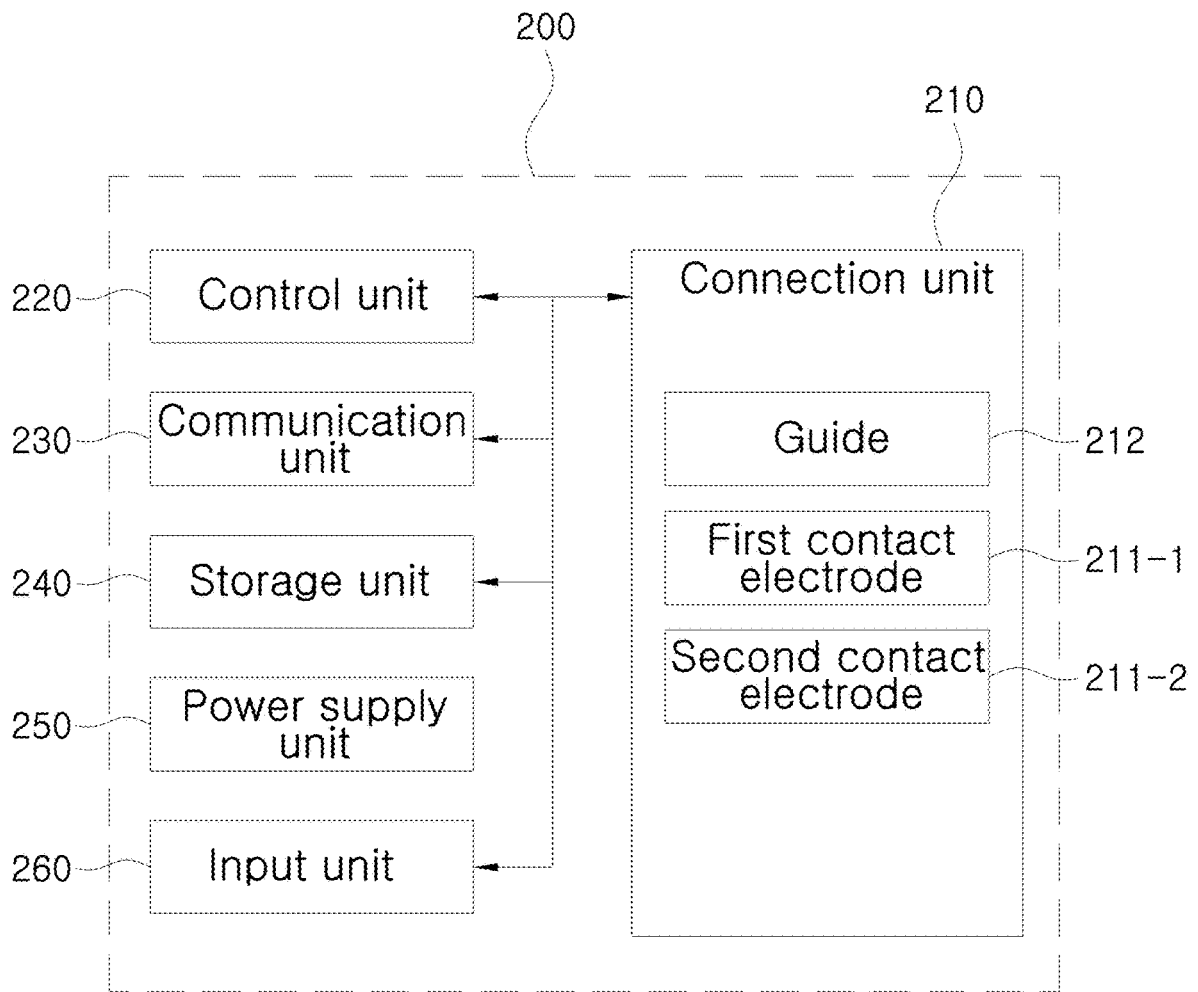 200
210
220
Control unit
Connection unit
230
Communication
unit
Guide
212
First contact
electrode
211-1
240
Storage unit
Second contact
electrode
211-2
250
Power supply
unit
260
Input unit